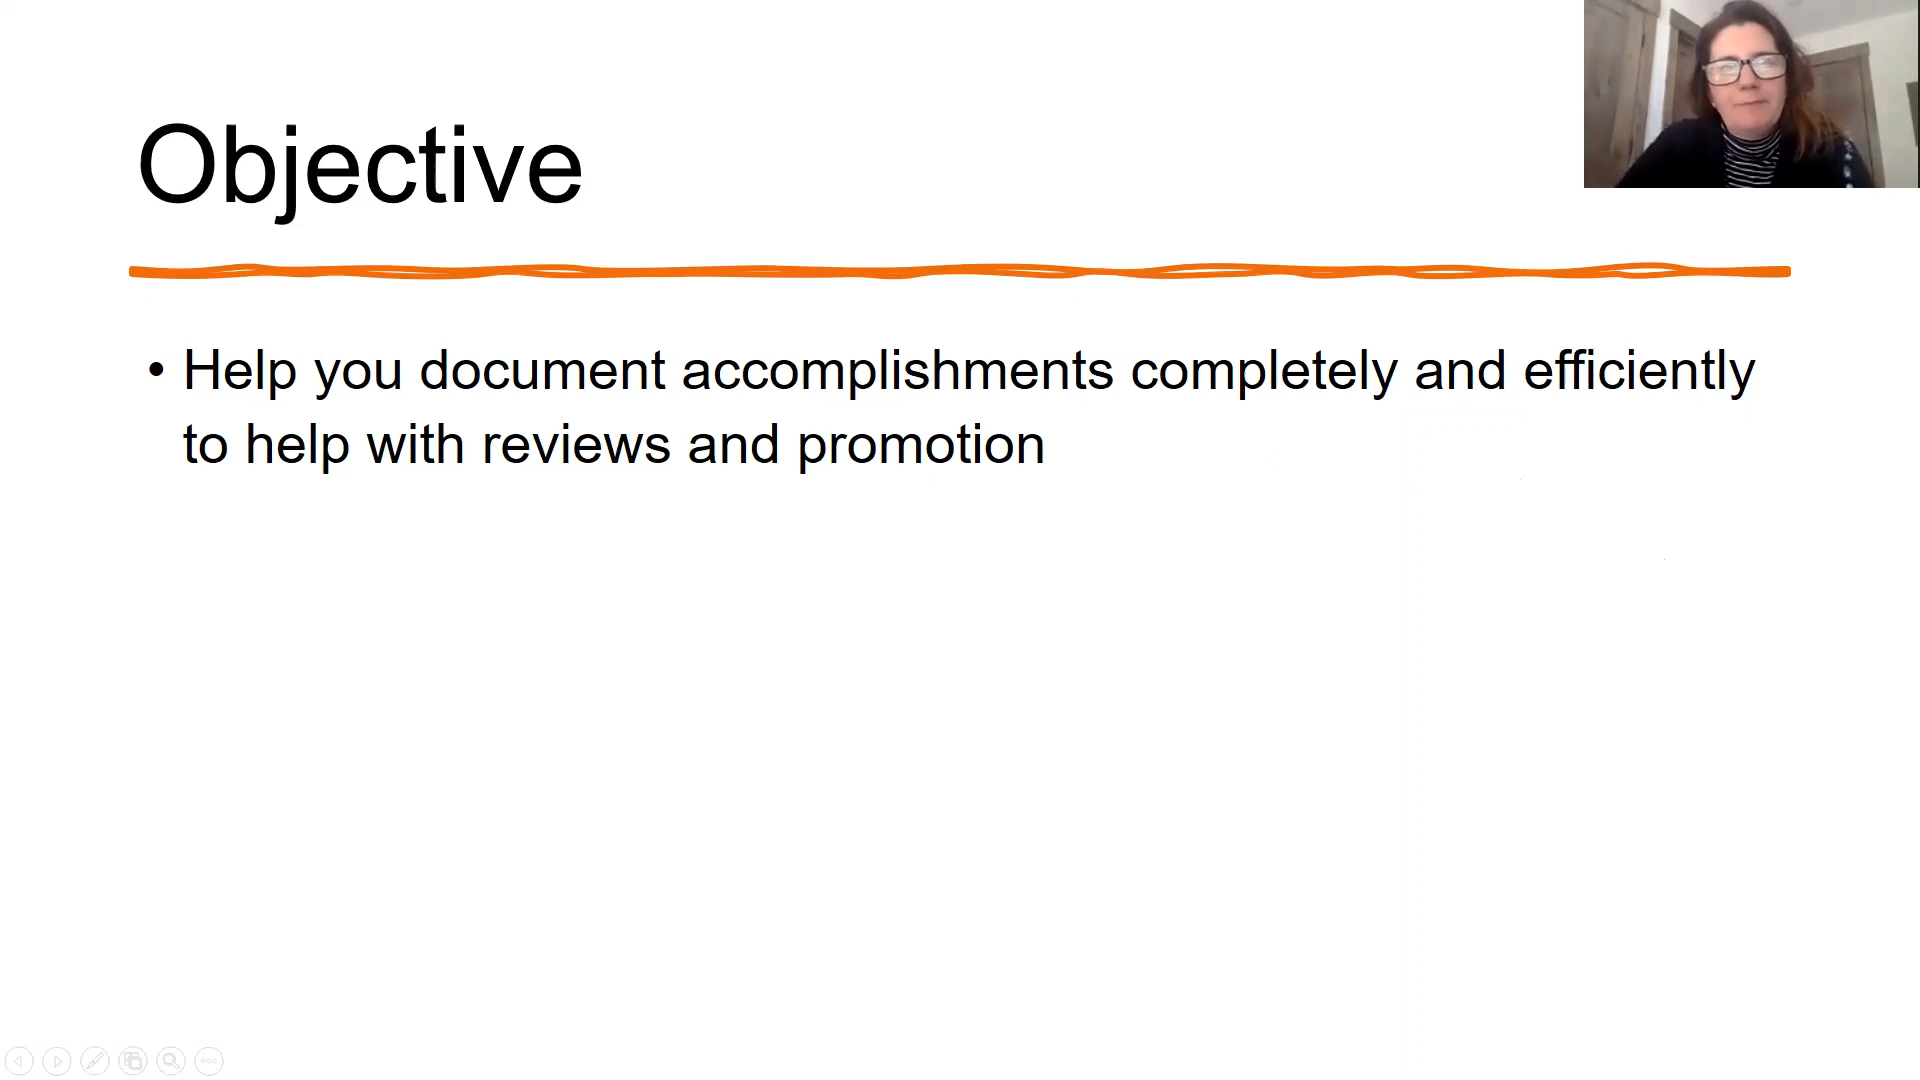 Objective
• Help you document accomplishments completely and efficiently
to help with reviews and promotion